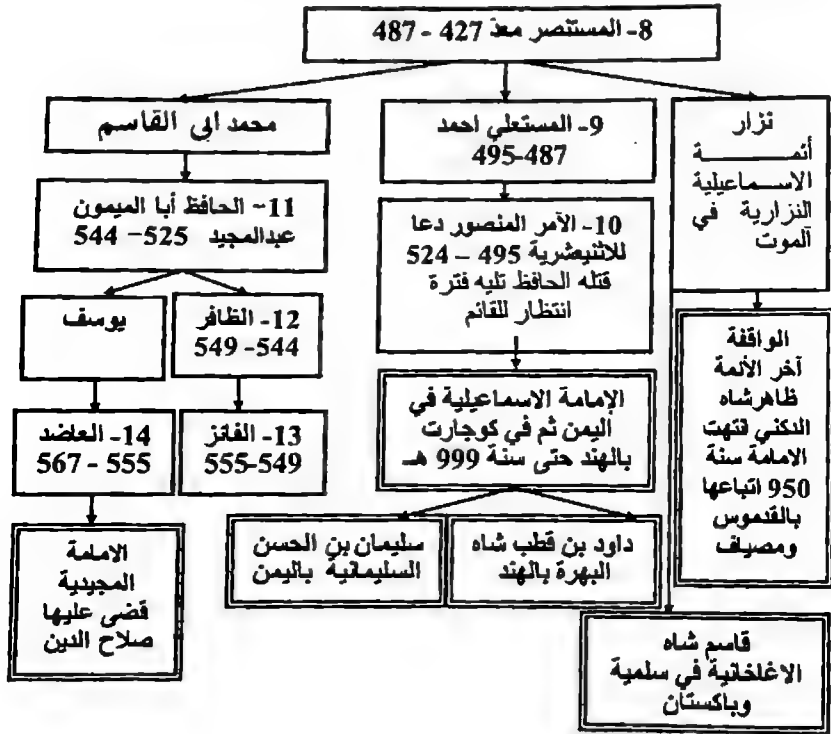 8- المستنصر معد 427 - 487
نزار
أئمة
الاسماعيلية
النزارية في
آلموت
9- المستعلي احمد
487-495
محمد ابي القاسم
10- الآمر المنصور دعا
للاثنيعشرية 495 - 524
قتله الحافظ تليه فترة
انتظار للقائم
11- الحافظ أبا الميمون
عبدالمجيد 525 - 544
12- الظافر
544- 549
يوسف
الواقفة
آخر الأئمة
ظاهرشاه
الدكني انتهت
الامامة سنة
950 اتباعها
بالقدموس
ومصياف
الإمامة الاسماعيلية في
اليمن ثم في كوجارت
بالهند حتى سنة 999 هـ
13- الفائز
549-555
14- العاضد
555 - 567
داود بن قطب شاه
البهرة بالهند
سليمان بن الحسن
السليمانية باليمن
الامامة
المجيدية
قضى عليها
صلاح الدين
قاسم شاه
الاغلخانية في سلمية
وباكستان